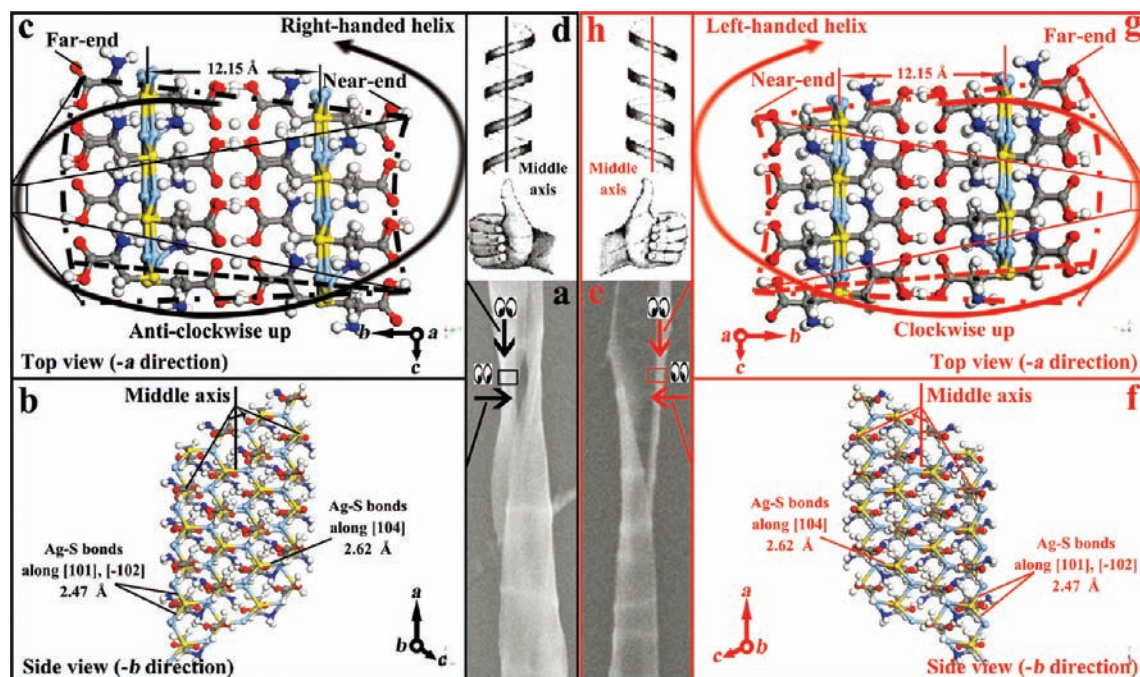 c
Right-handed helix
Far-end
12.15 Å
Near-end
Anti-clockwise up
b a
c
Top view (-a direction)
d
Middle
axis
h
Middle
axis
Left-handed helix
g
Far-end
Near-end
12.15 Å
Clockwise up
a b
c
Top view (-a direction)
b
Middle axis
Ag-S bonds
along [104]
2.62 Å
Ag-S bonds
along [101], [-102]
2.47 Å
a
b
c
Side view (-b direction)
a
e
Middle axis
f
Ag-S bonds
along [104]
2.62 Å
Ag-S bonds
along [101], [-102]
2.47 Å
a
b
c
Side view (-b direction)